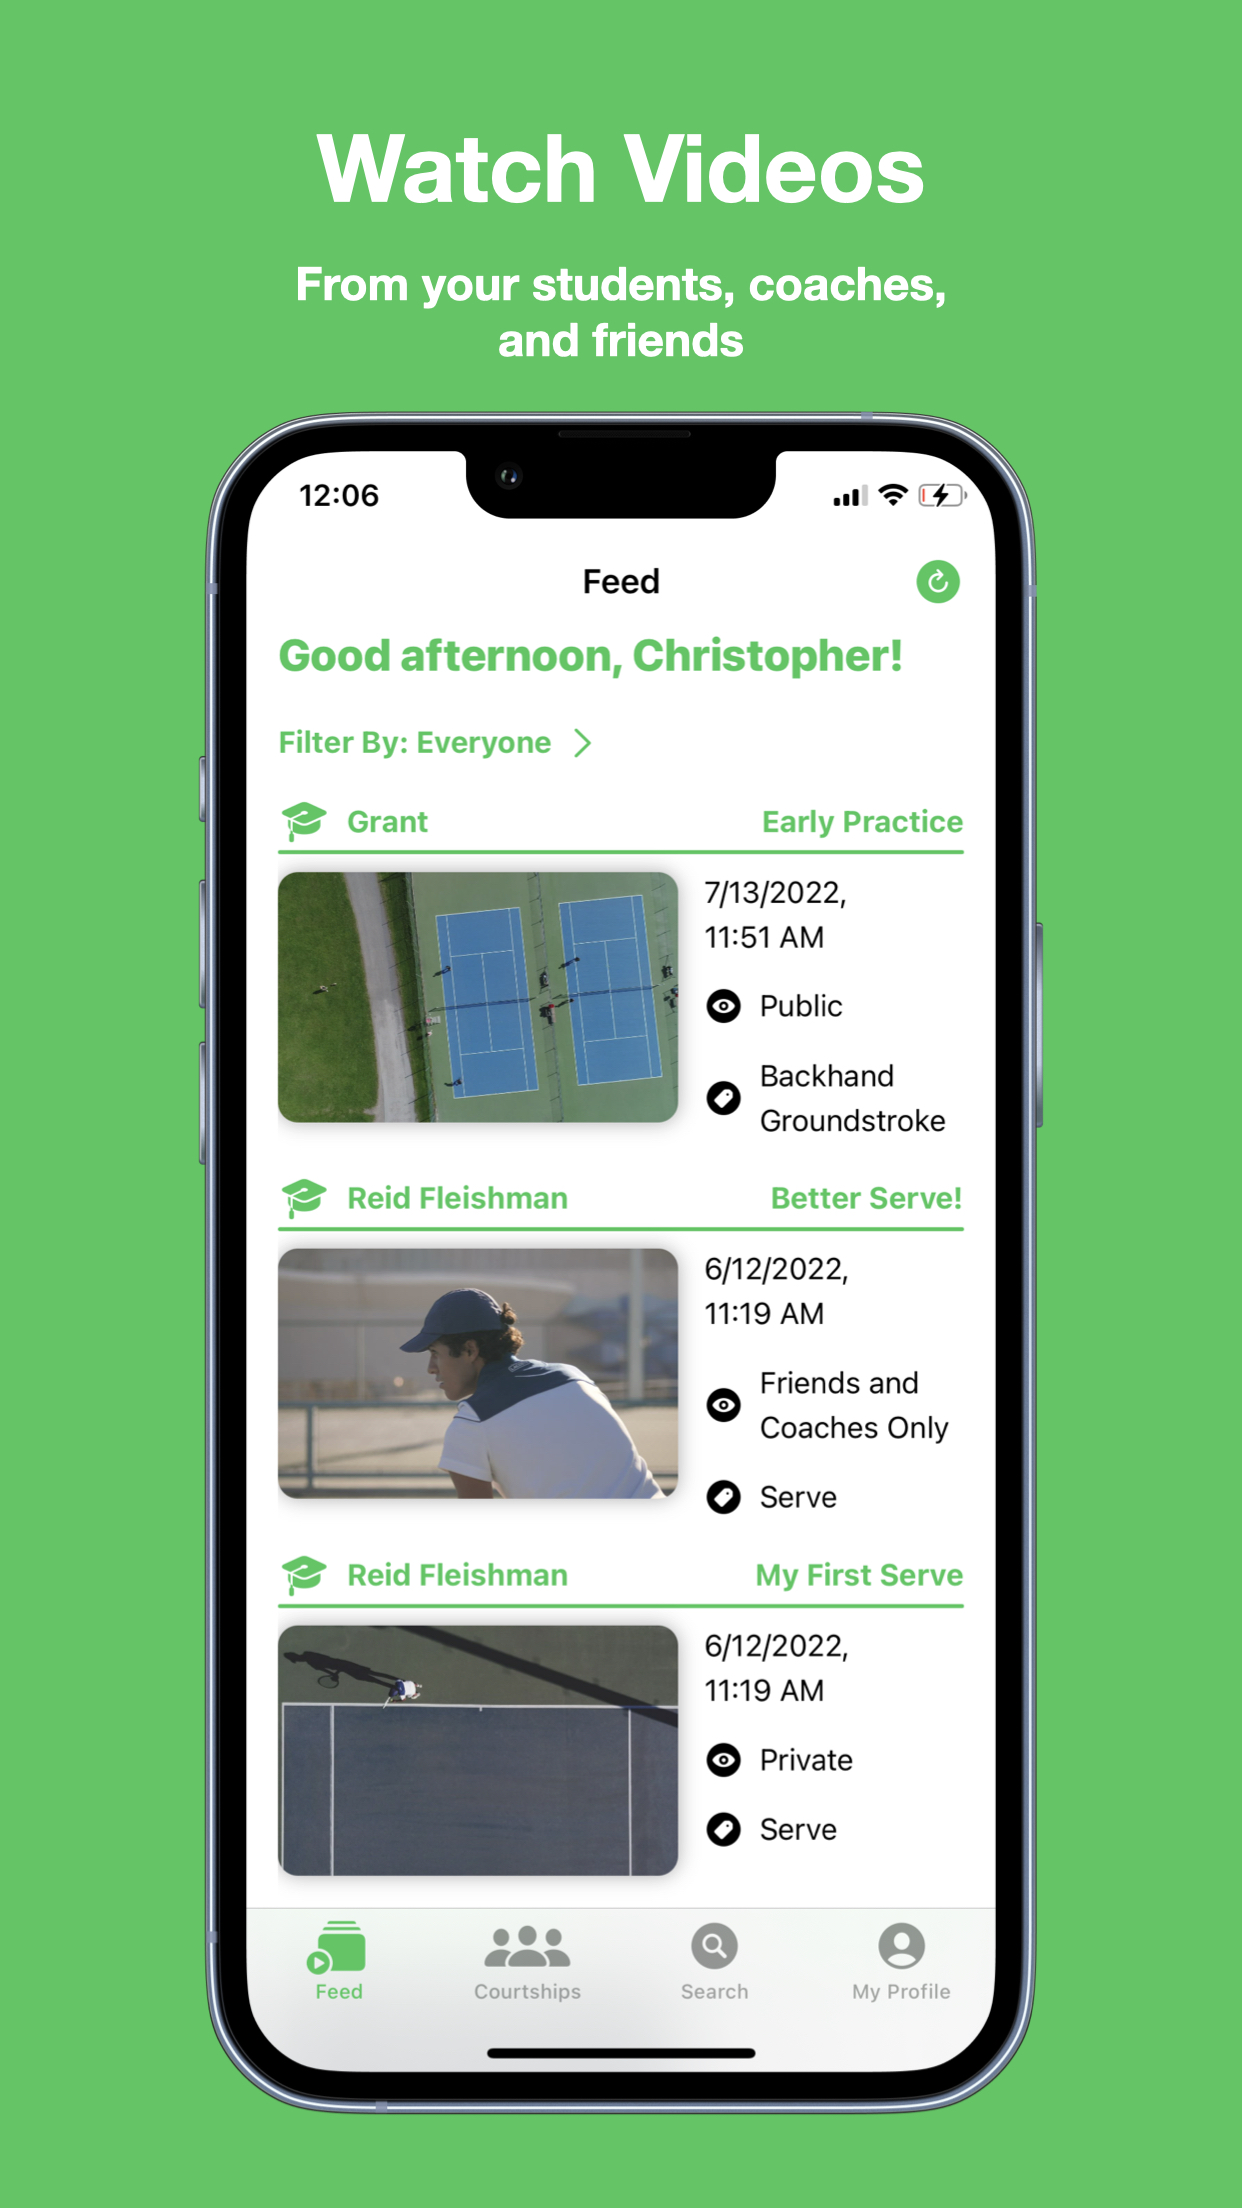 Watch Videos
From your students, coaches,
and friends
12:06
Feed
Good afternoon, Christopher!
Filter By: Everyone
Grant
Early Practice
7/13/2022,
11:51 AM
Public
Backhand
Groundstroke
Reid Fleishman
Better Serve!
6/12/2022,
11:19 AM
Friends and
Coaches Only
Serve
Reid Fleishman
My First Serve
6/12/2022,
11:19 AM
Private
Serve
Feed
Courtships
Search
My Profile